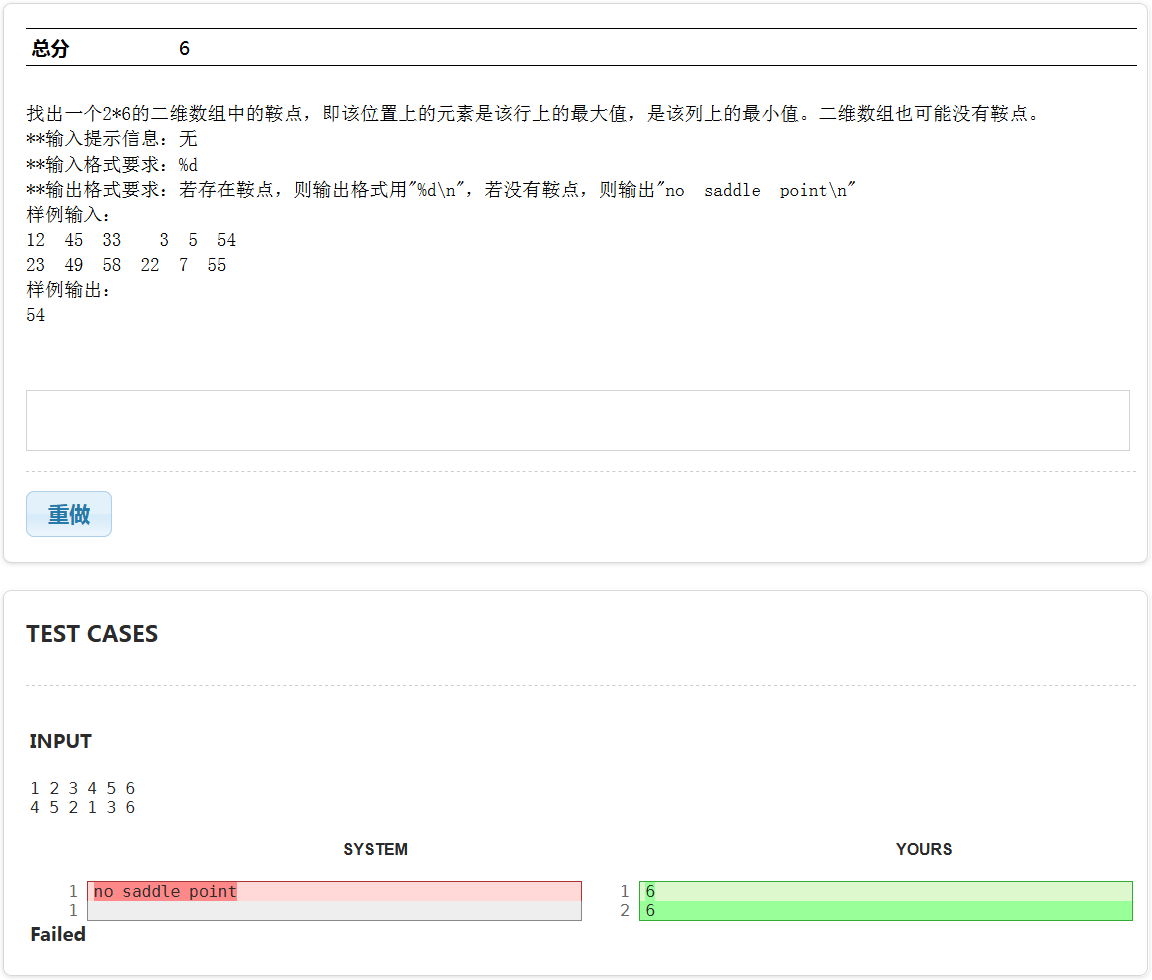 总分 6
找出一个2*6的二维数组中的鞍点，即该位置上的元素是该行上的最大值，是该列上的最小值。二维数组也可能没有鞍点。
**输入提示信息：无
**输入格式要求：%d
**输出格式要求：若存在鞍点，则输出格式用"%d\n"，若没有鞍点，则输出"no  saddle  point\n"
样例输入：
12  45  33    3  5  54
23  49  58  22  7  55
样例输出：
54
重做
TEST CASES
INPUT
1 2 3 4 5 6
4 5 2 1 3 6
SYSTEM YOURS
1 no saddle point 1 6
1 2 6
Failed